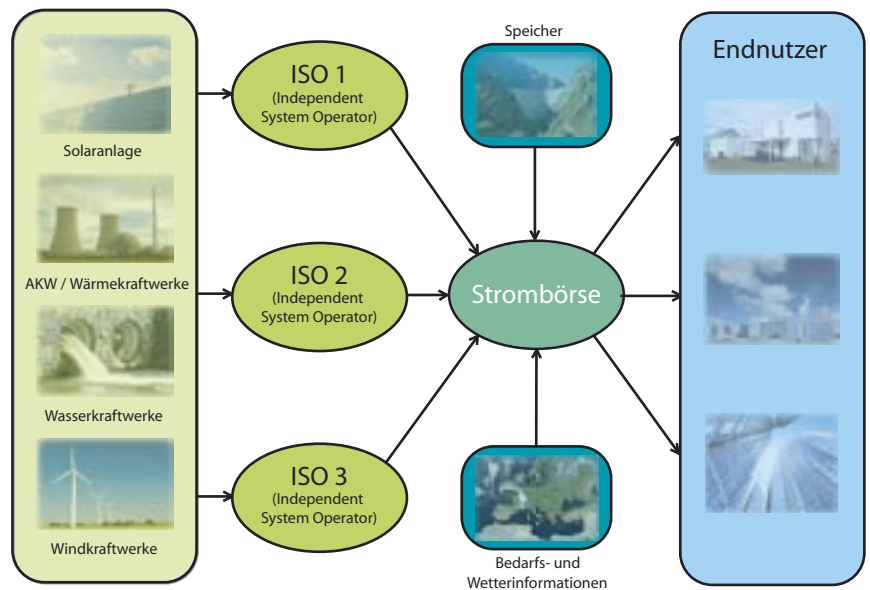 Solaranlage
AKW / Wärmekraftwerke
Wasserkraftwerke
Windkraftwerke
ISO 1
(Independent
System Operator)
ISO 2
(Independent
System Operator)
ISO 3
(Independent
System Operator)
Speicher
Strombörse
Bedarfs- und
Wetterinformationen
Endnutzer